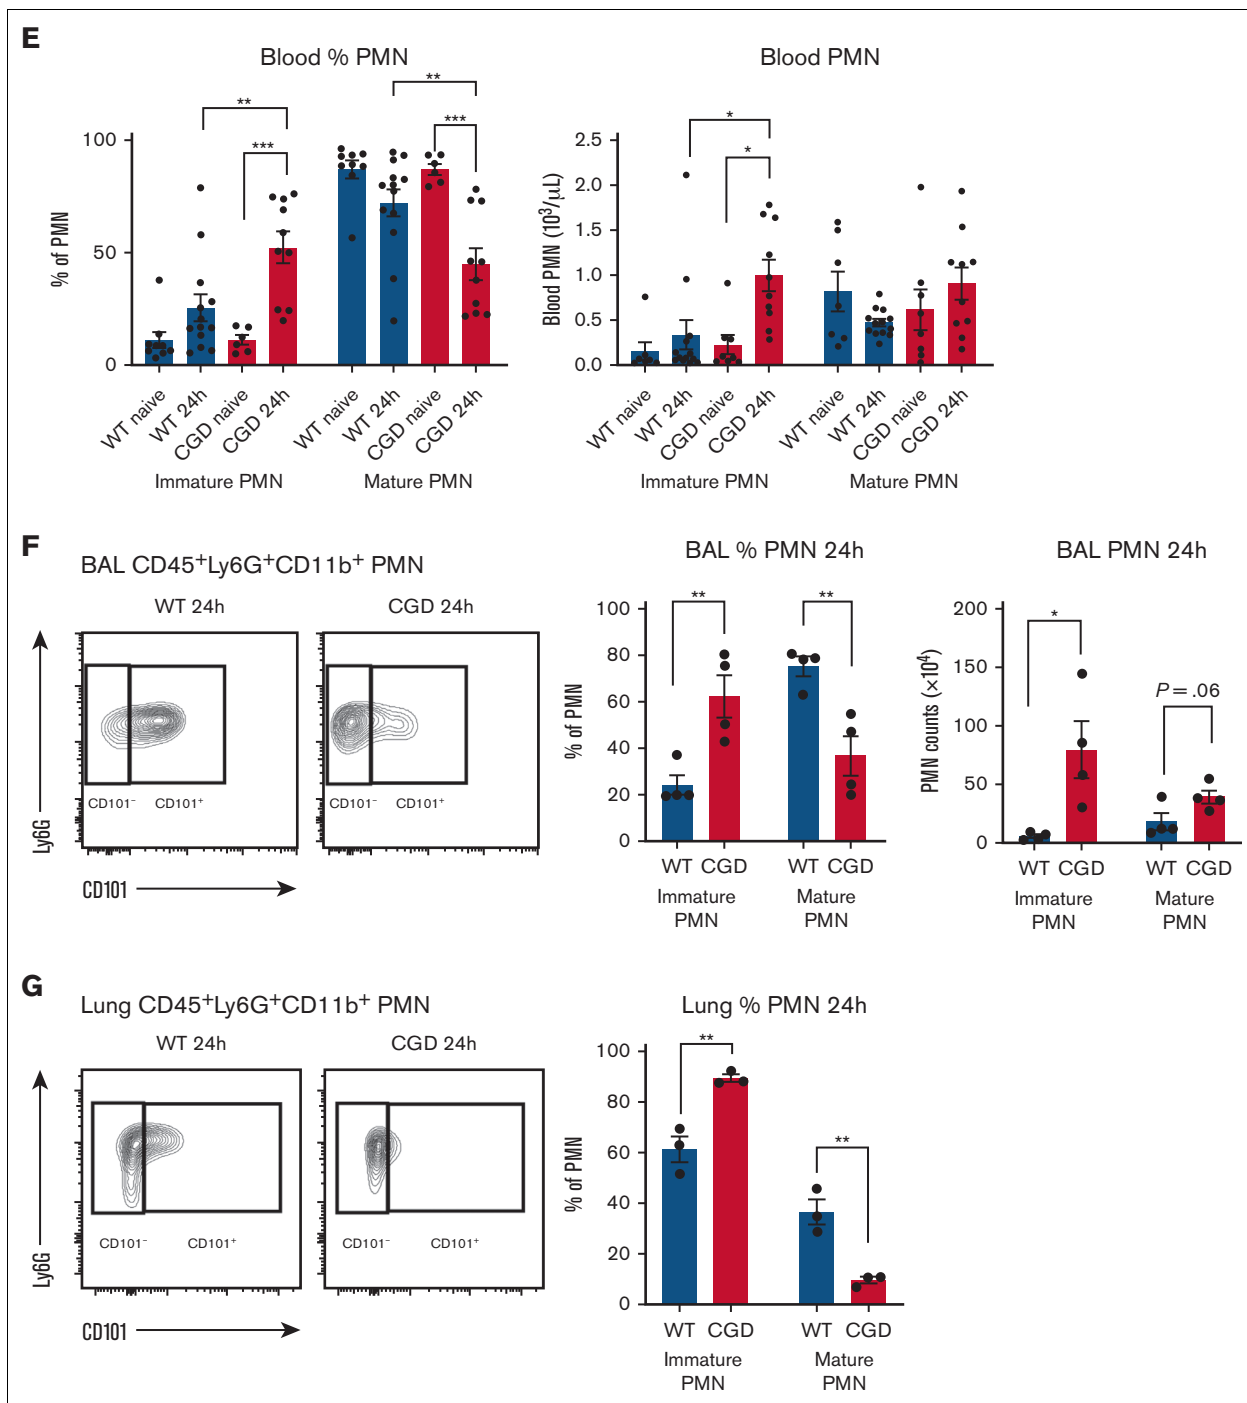 E
Blood % PMN
** ** *** ***
% of PMN
100
50
0
WT naive WT 24h CGD naive CGD 24h WT naive WT 24h CGD naive CGD 24h
Immature PMN Mature PMN
Blood PMN
* *
Blood PMN (10³/μL)
2.5
2.0
1.5
1.0
0.5
0.0
WT naive WT 24h CGD naive CGD 24h WT naive WT 24h CGD naive CGD 24h
Immature PMN Mature PMN
F
BAL CD45⁺Ly6G⁺CD11b⁺ PMN
WT 24h CGD 24h
CD101⁻ CD101⁺ CD101⁻ CD101⁺
Ly6G
CD101
BAL % PMN 24h
** **
% of PMN
100
80
60
40
20
0
WT CGD WT CGD
Immature Mature
PMN PMN
BAL PMN 24h
*
P = .06
PMN counts (×10⁴)
200
150
100
50
0
WT CGD WT CGD
Immature Mature
PMN PMN
G
Lung CD45⁺Ly6G⁺CD11b⁺ PMN
WT 24h CGD 24h
CD101⁻ CD101⁺ CD101⁻ CD101⁺
Ly6G
CD101
Lung % PMN 24h
** **
% of PMN
100
80
60
40
20
0
WT CGD WT CGD
Immature Mature
PMN PMN